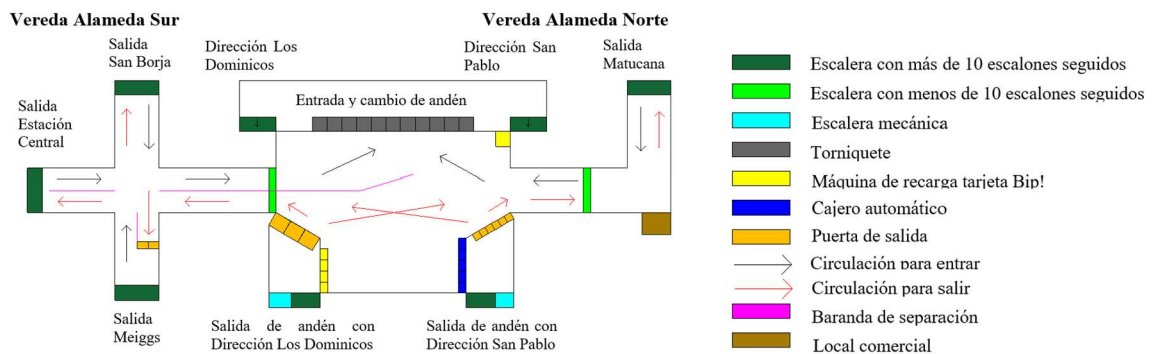 Vereda Alameda Sur
Vereda Alameda Norte
Salida
San Borja
Dirección Los
Dominicos
Dirección San
Pablo
Salida
Matucana
Salida
Estación
Central
Entrada y cambio de andén
Salida
Meiggs
Salida de andén con
Dirección Los Dominicos
Salida de andén con
Dirección San Pablo
Escalera con más de 10 escalones seguidos
Escalera con menos de 10 escalones seguidos
Escalera mecánica
Torniquete
Máquina de recarga tarjeta Bip!
Cajero automático
Puerta de salida
Circulación para entrar
Circulación para salir
Baranda de separación
Local comercial